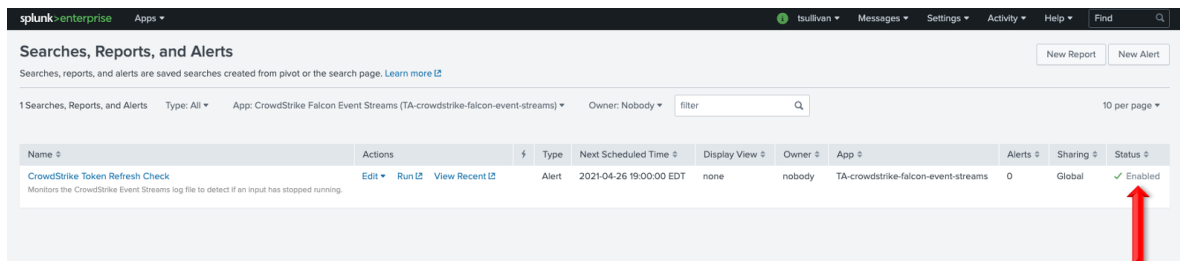 splunk>enterprise Apps tsullivan Messages Settings Activity Help Find
Searches, Reports, and Alerts
New Report New Alert
Searches, reports, and alerts are saved searches created from pivot or the search page. Learn more
1 Searches, Reports, and Alerts Type: All App: CrowdStrike Falcon Event Streams (TA-crowdstrike-falcon-event-streams) Owner: Nobody filter 10 per page
Name Actions Type Next Scheduled Time Display View Owner App Alerts Sharing Status
CrowdStrike Token Refresh Check Edit Run View Recent Alert 2021-04-26 19:00:00 EDT none nobody TA-crowdstrike-falcon-event-streams 0 Global Enabled
Monitors the CrowdStrike Event Streams log file to detect if an input has stopped running.